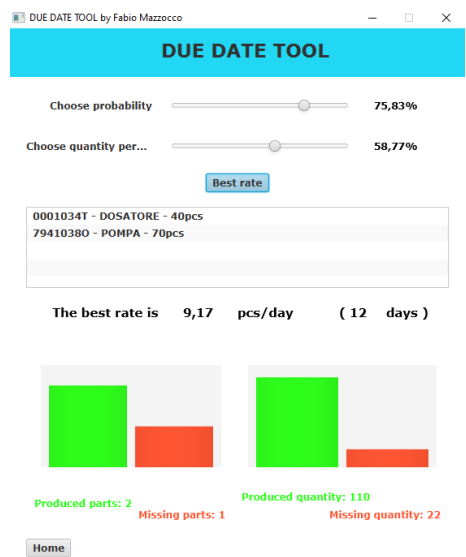 DUE DATE TOOL by Fabio Mazzocco
DUE DATE TOOL
Choose probability 75,83%
Choose quantity per... 58,77%
Best rate
0001034T - DOSATORE - 40pcs
7941038O - POMPA - 70pcs
The best rate is 9,17 pcs/day ( 12 days )
Produced parts: 2
Missing parts: 1
Produced quantity: 110
Missing quantity: 22
Home